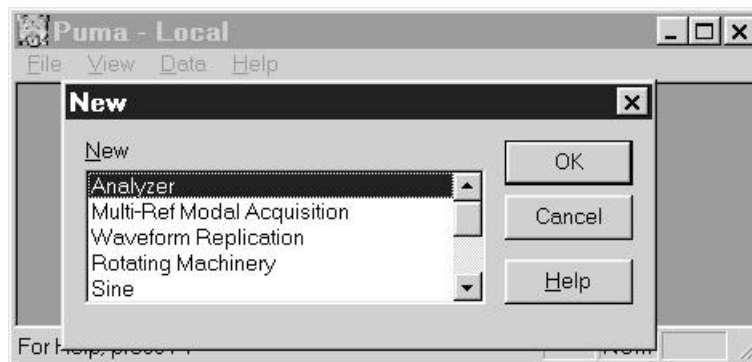 Puma - Local
File View Data Help
New
New
Analyzer
Multi-Ref Modal Acquisition
Waveform Replication
Rotating Machinery
Sine
OK
Cancel
Help
For